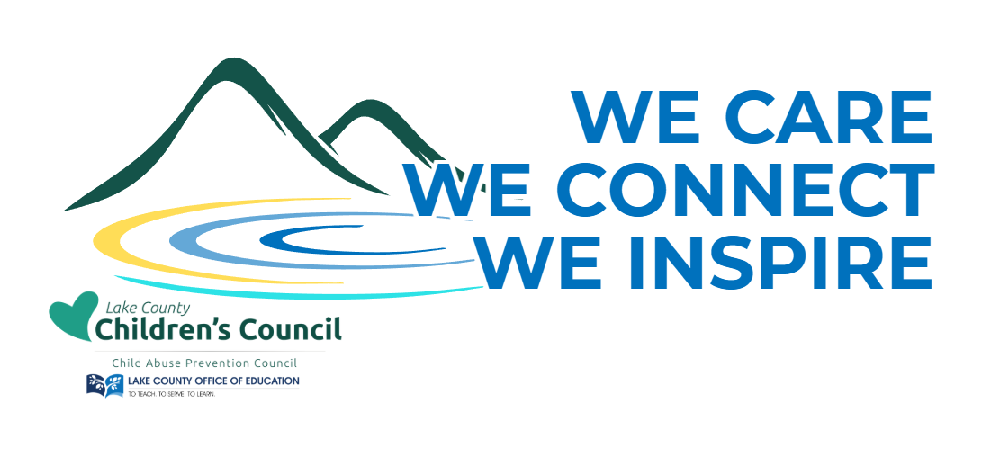 WE CARE
WE CONNECT
WE INSPIRE
Lake County
Children's Council
Child Abuse Prevention Council
LAKE COUNTY OFFICE OF EDUCATION
TO TEACH. TO SERVE. TO LEARN.